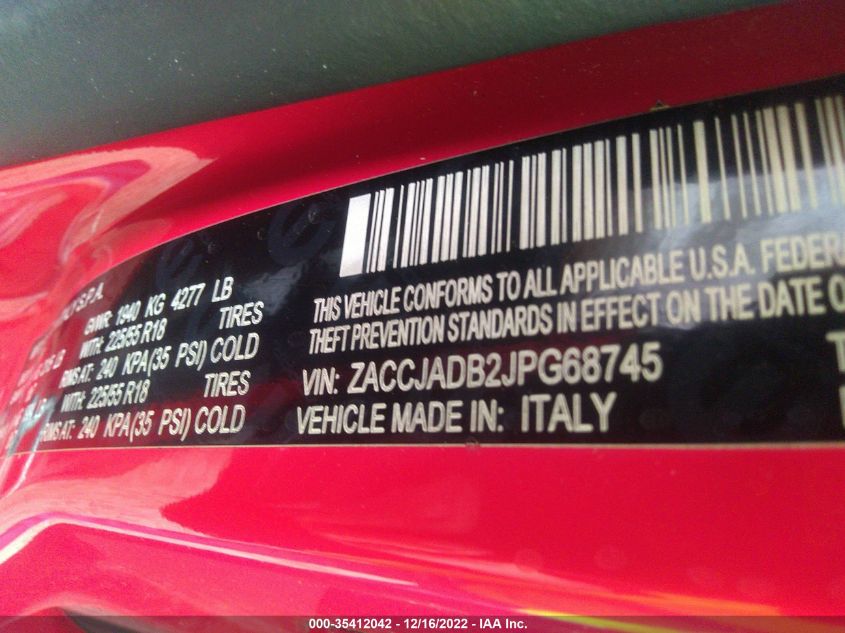 S.P.A.
GVWR: 1940 KG 4277 LB
WITH: 225/55 R18 TIRES
RIMS AT: 240 KPA(35 PSI) COLD
WITH: 225/55 R18 TIRES
RIMS AT: 240 KPA(35 PSI) COLD
THIS VEHICLE CONFORMS TO ALL APPLICABLE U.S.A. FEDERA
THEFT PREVENTION STANDARDS IN EFFECT ON THE DATE O
VIN: ZACCJADB2JPG68745
VEHICLE MADE IN: ITALY
000-35412042 - 12/16/2022 - IAA Inc.